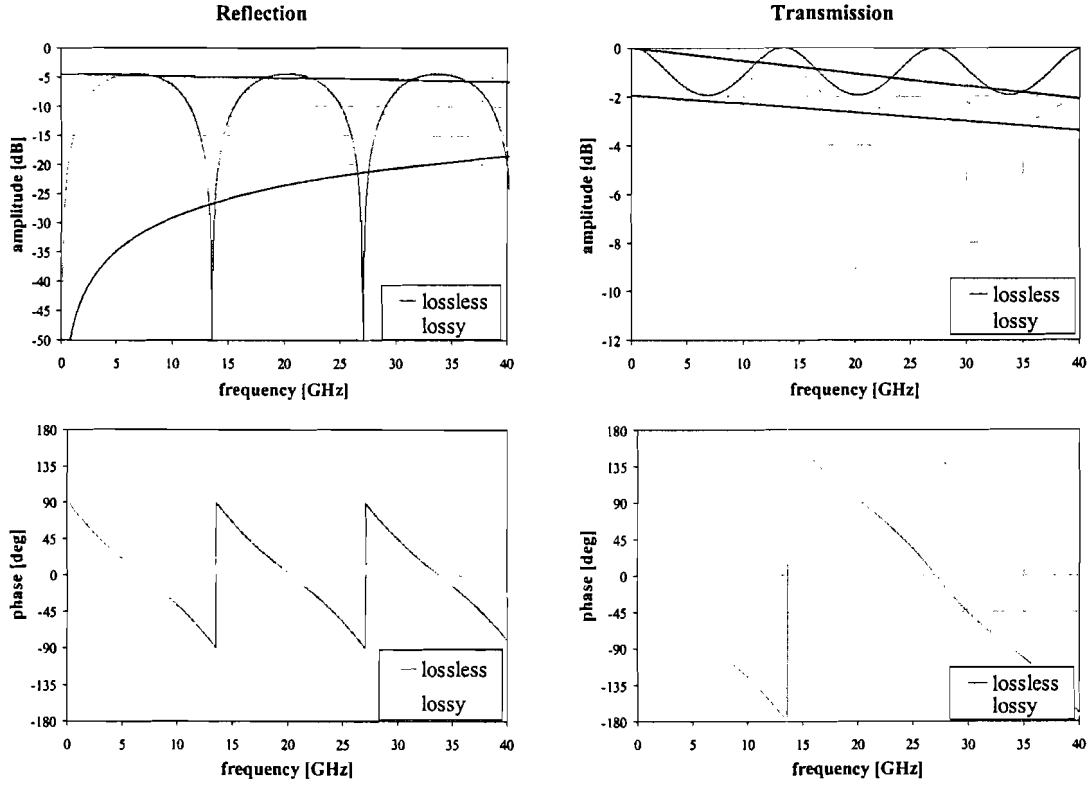 Reflection
Transmission
0
-5
-10
-15
-20
-25
-30
-35
-40
-45
-50
amplitude [dB]
0 5 10 15 20 25 30 35 40
frequency [GHz]
lossless
lossy
0
-2
-4
-6
-8
-10
-12
amplitude [dB]
0 5 10 15 20 25 30 35 40
frequency [GHz]
lossless
lossy
180
135
90
45
0
-45
-90
-135
-180
phase [deg]
0 5 10 15 20 25 30 35 40
frequency [GHz]
lossless
lossy
180
135
90
45
0
-45
-90
-135
-180
phase [deg]
0 5 10 15 20 25 30 35 40
frequency [GHz]
lossless
lossy